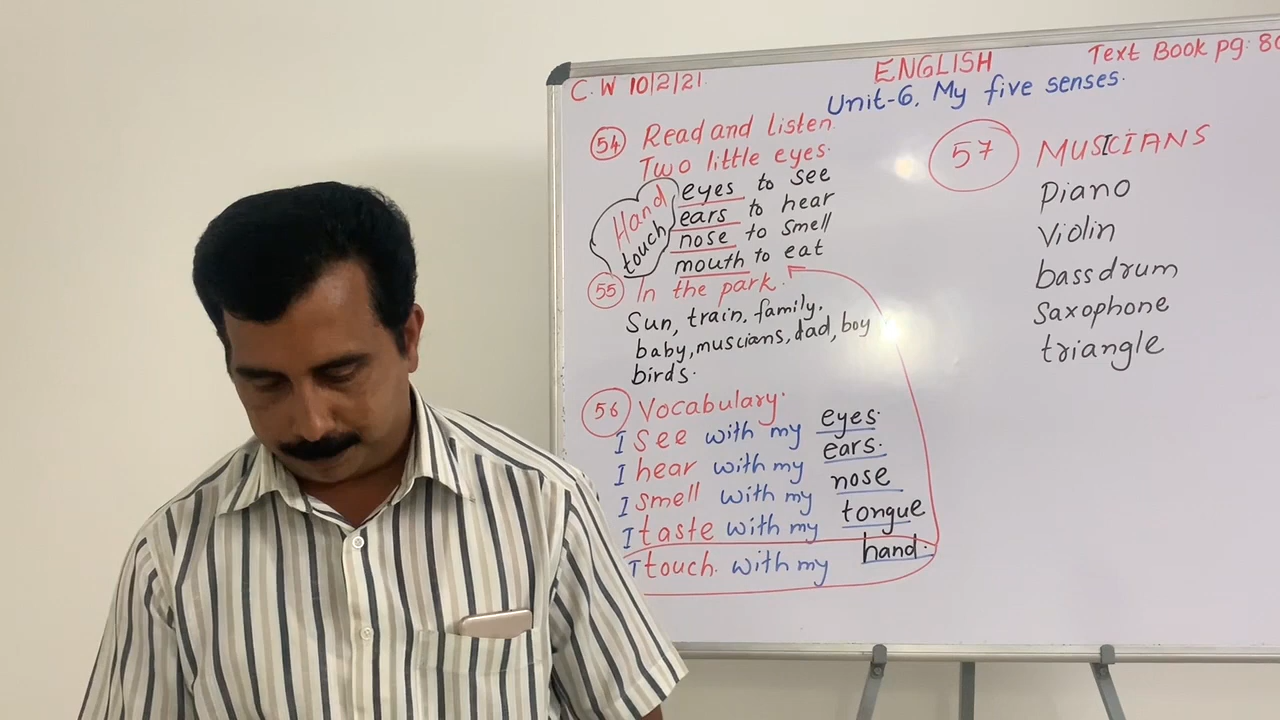 C.W 10/2/21.
ENGLISH
Text Book pg: 80
Unit-6. My five senses.
54 Read and listen.
Two little eyes.
Hand touch
eyes to see
ears to hear
nose to smell
mouth to eat
55 In the park.
Sun, train, family,
baby, muscians, dad, boy
birds.
56 Vocabulary.
I see with my eyes.
I hear with my ears.
I smell with my nose
I taste with my tongue
I touch. with my hand.
57 MUSICIANS
Piano
Violin
bassdrum
Saxophone
triangle